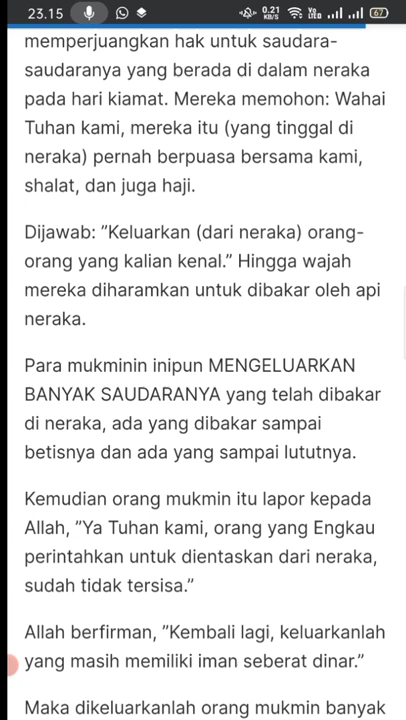 23.15
0.21
KB/S
Vo
LTE
67
memperjuangkan hak untuk saudara-
saudaranya yang berada di dalam neraka
pada hari kiamat. Mereka memohon: Wahai
Tuhan kami, mereka itu (yang tinggal di
neraka) pernah berpuasa bersama kami,
shalat, dan juga haji.
Dijawab: ”Keluarkan (dari neraka) orang-
orang yang kalian kenal.” Hingga wajah
mereka diharamkan untuk dibakar oleh api
neraka.
Para mukminin inipun MENGELUARKAN
BANYAK SAUDARANYA yang telah dibakar
di neraka, ada yang dibakar sampai
betisnya dan ada yang sampai lututnya.
Kemudian orang mukmin itu lapor kepada
Allah, ”Ya Tuhan kami, orang yang Engkau
perintahkan untuk dientaskan dari neraka,
sudah tidak tersisa.”
Allah berfirman, ”Kembali lagi, keluarkanlah
yang masih memiliki iman seberat dinar.”
Maka dikeluarkanlah orang mukmin banyak